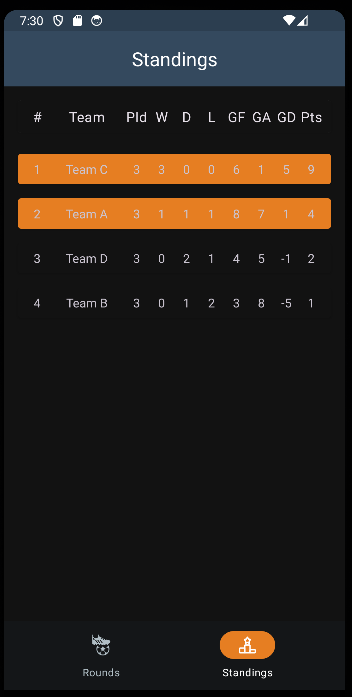 7:30
Standings
# Team Pld W D L GF GA GD Pts
1 Team C 3 3 0 0 6 1 5 9
2 Team A 3 1 1 1 8 7 1 4
3 Team D 3 0 2 1 4 5 -1 2
4 Team B 3 0 1 2 3 8 -5 1
Rounds Standings